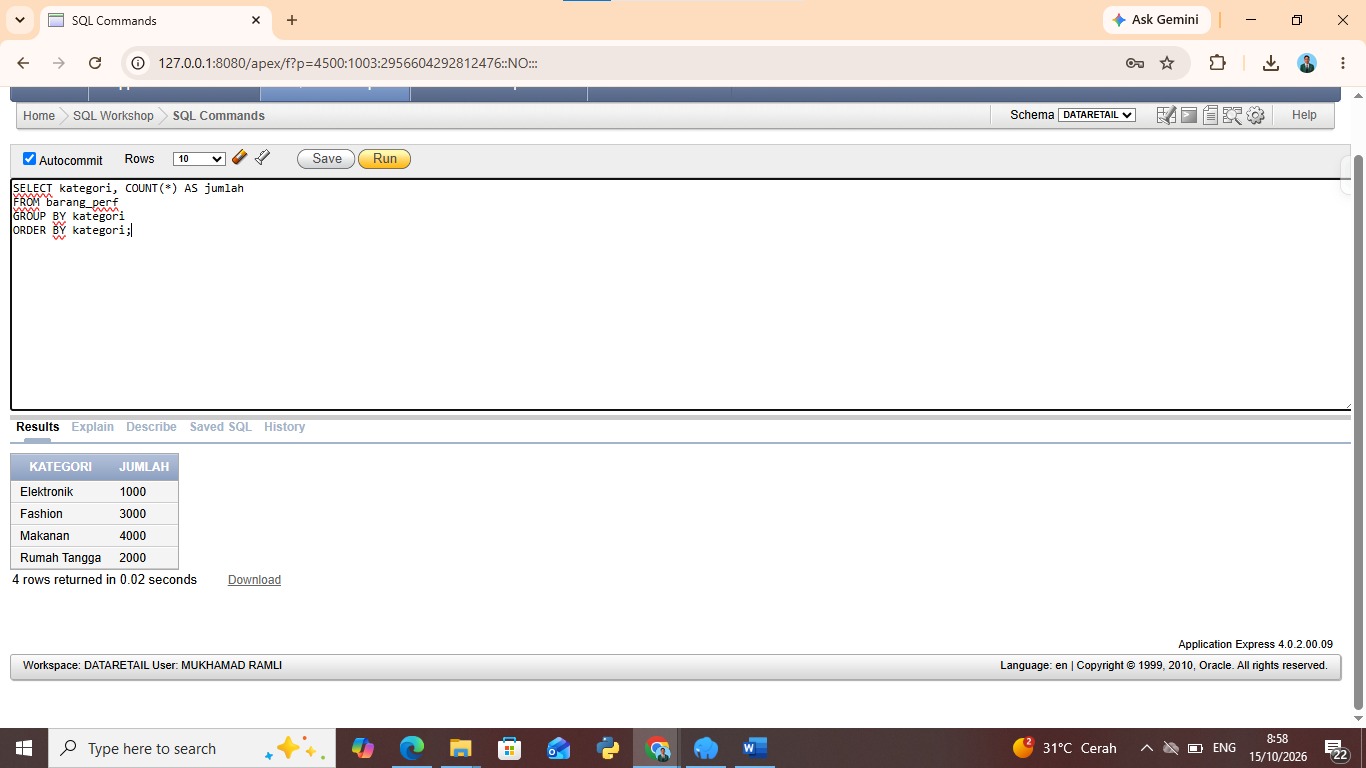 SQL Commands
Ask Gemini
127.0.0.1:8080/apex/f?p=4500:1003:2956604292812476::NO:::
Home SQL Workshop SQL Commands
Schema DATARETAIL Help
Autocommit Rows 10 Save Run
SELECT kategori, COUNT(*) AS jumlah
FROM barang_perf
GROUP BY kategori
ORDER BY kategori;
Results Explain Describe Saved SQL History
KATEGORI JUMLAH
Elektronik 1000
Fashion 3000
Makanan 4000
Rumah Tangga 2000
4 rows returned in 0.02 seconds Download
Application Express 4.0.2.00.09
Workspace: DATARETAIL User: MUKHAMAD RAMLI
Language: en | Copyright © 1999, 2010, Oracle. All rights reserved.
Type here to search
2
31°C Cerah
ENG
8:58
15/10/2026
22